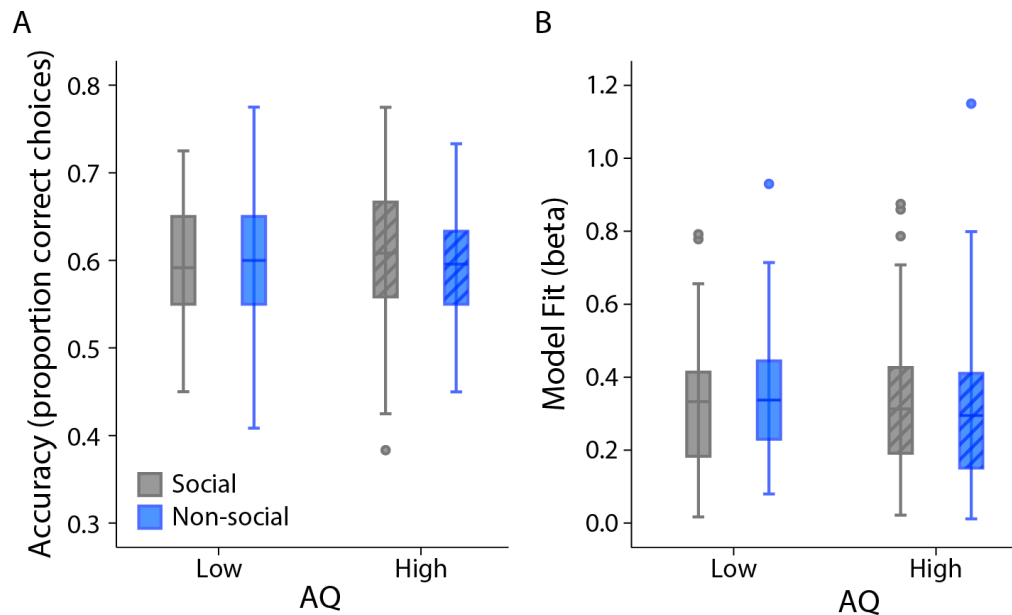 A
Accuracy (proportion correct choices)
0.8
0.7
0.6
0.5
0.4
0.3
Social
Non-social
Low
High
AQ
B
Model Fit (beta)
1.2
1.0
0.8
0.6
0.4
0.2
0.0
Low
High
AQ